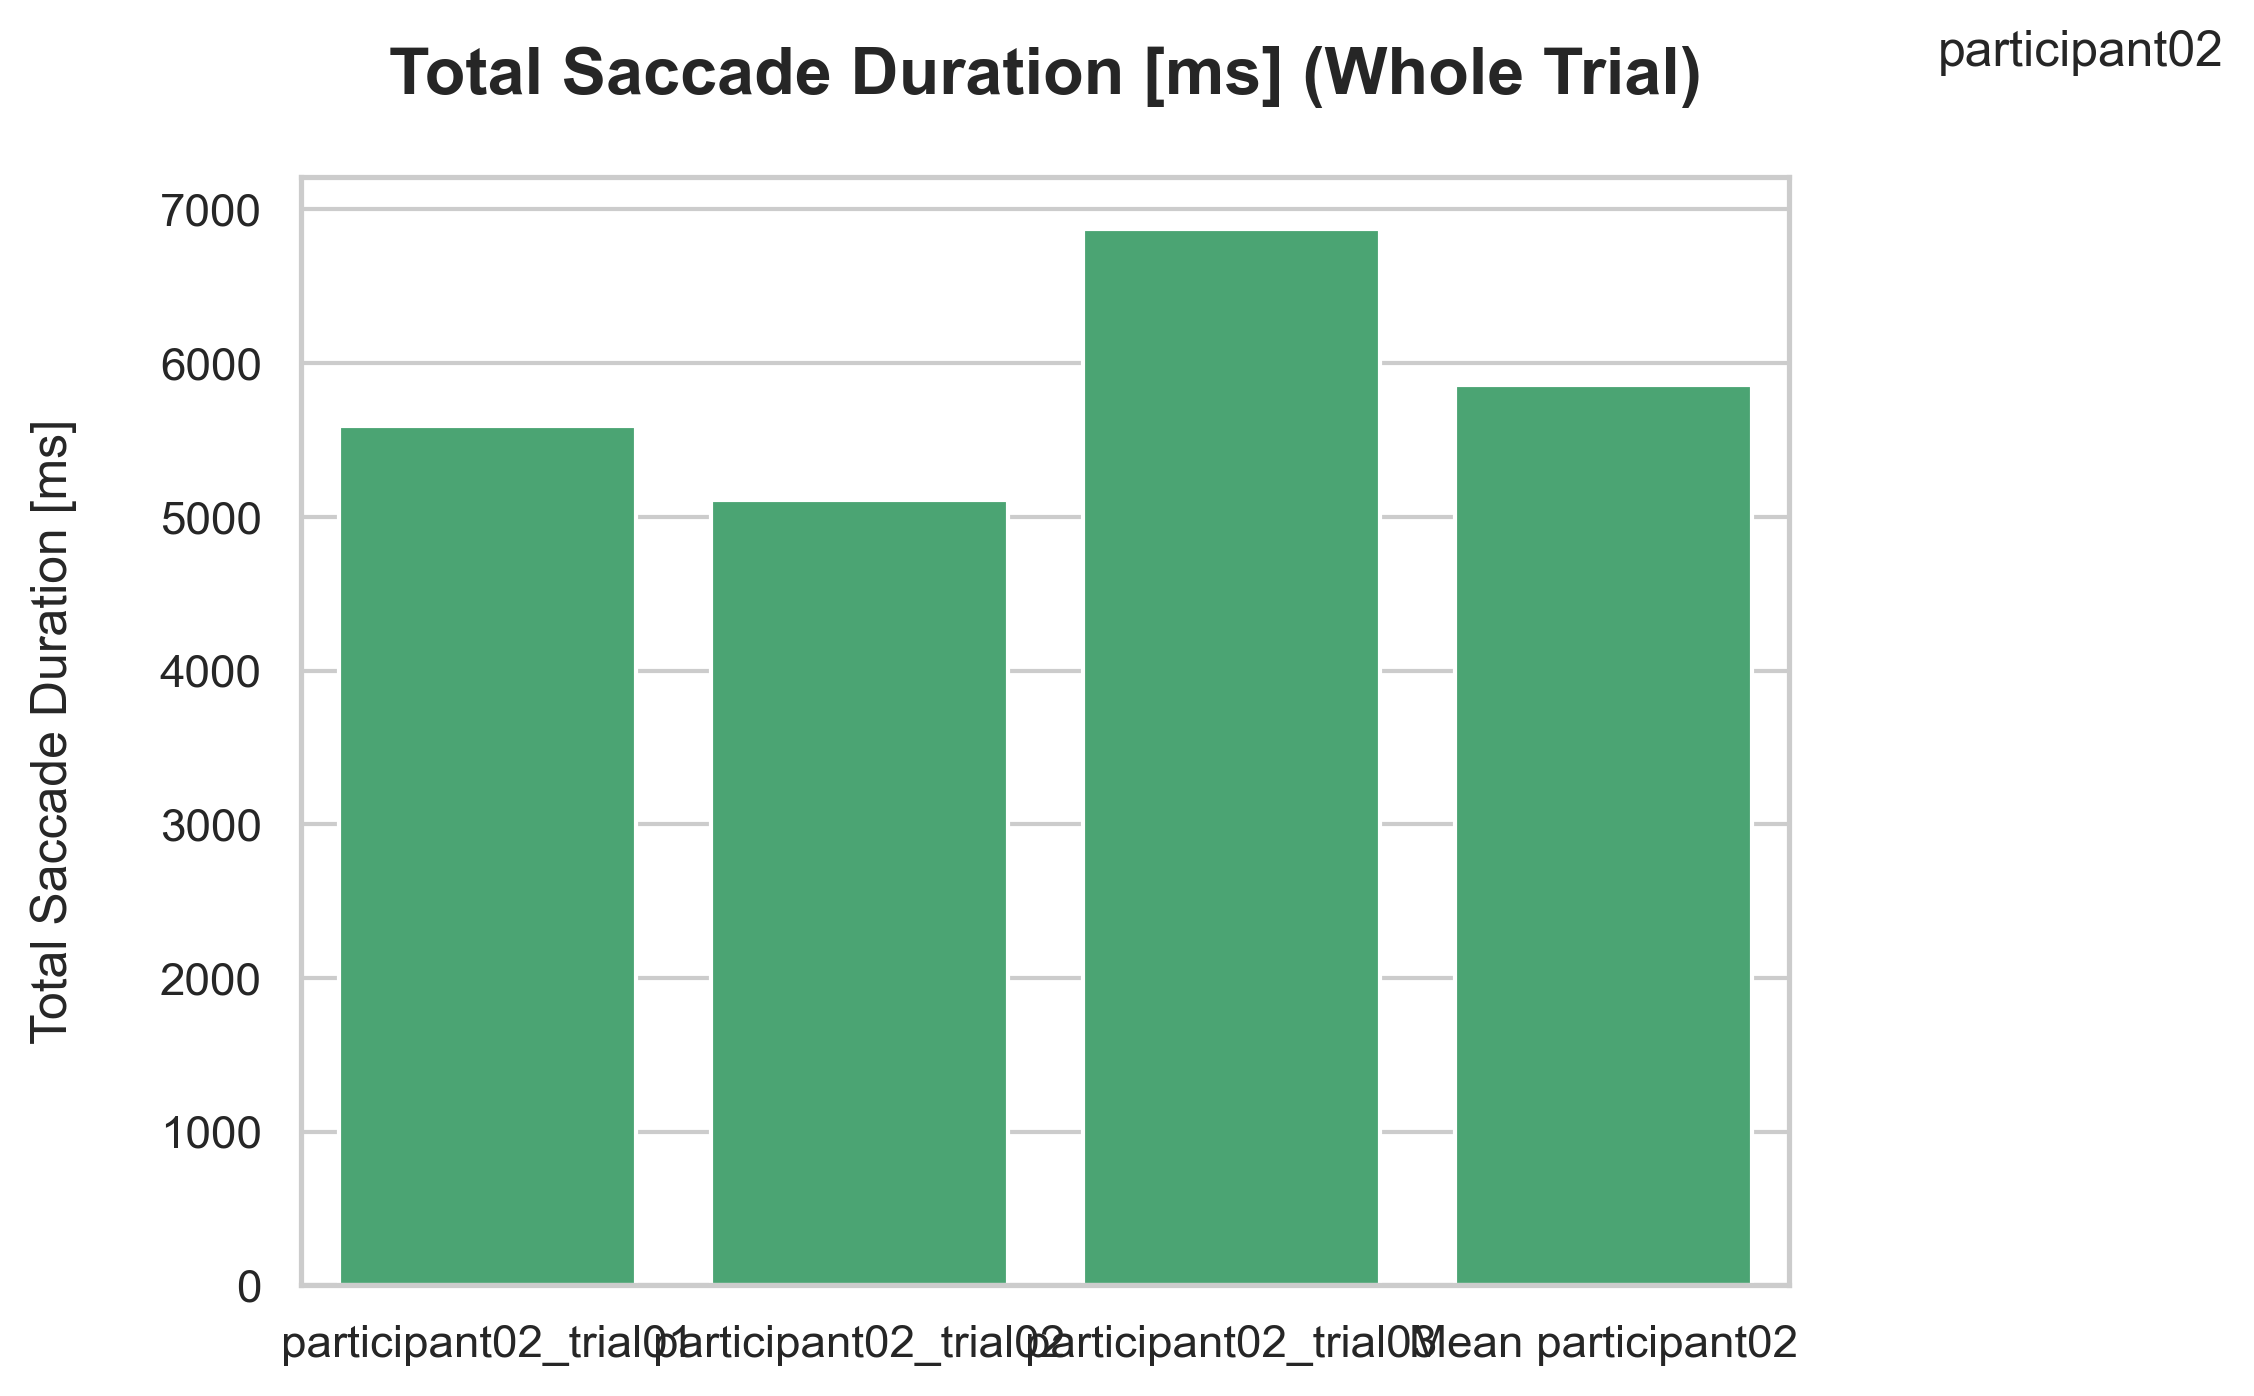 participant02
Total Saccade Duration [ms] (Whole Trial)
Total Saccade Duration [ms]
7000
6000
5000
4000
3000
2000
1000
0
participant02_trial01 participant02_trial02 participant02_trial03 Mean participant02